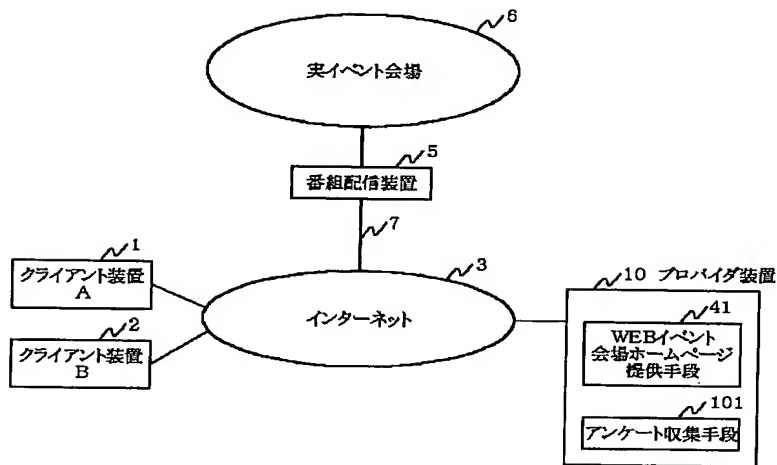 6
実イベント会場
5
番組配信装置
7
1
クライアント装置
A
3
インターネット
2
クライアント装置
B
10 プロバイダ装置
41
WEBイベント
会場ホームページ
提供手段
101
アンケート収集手段